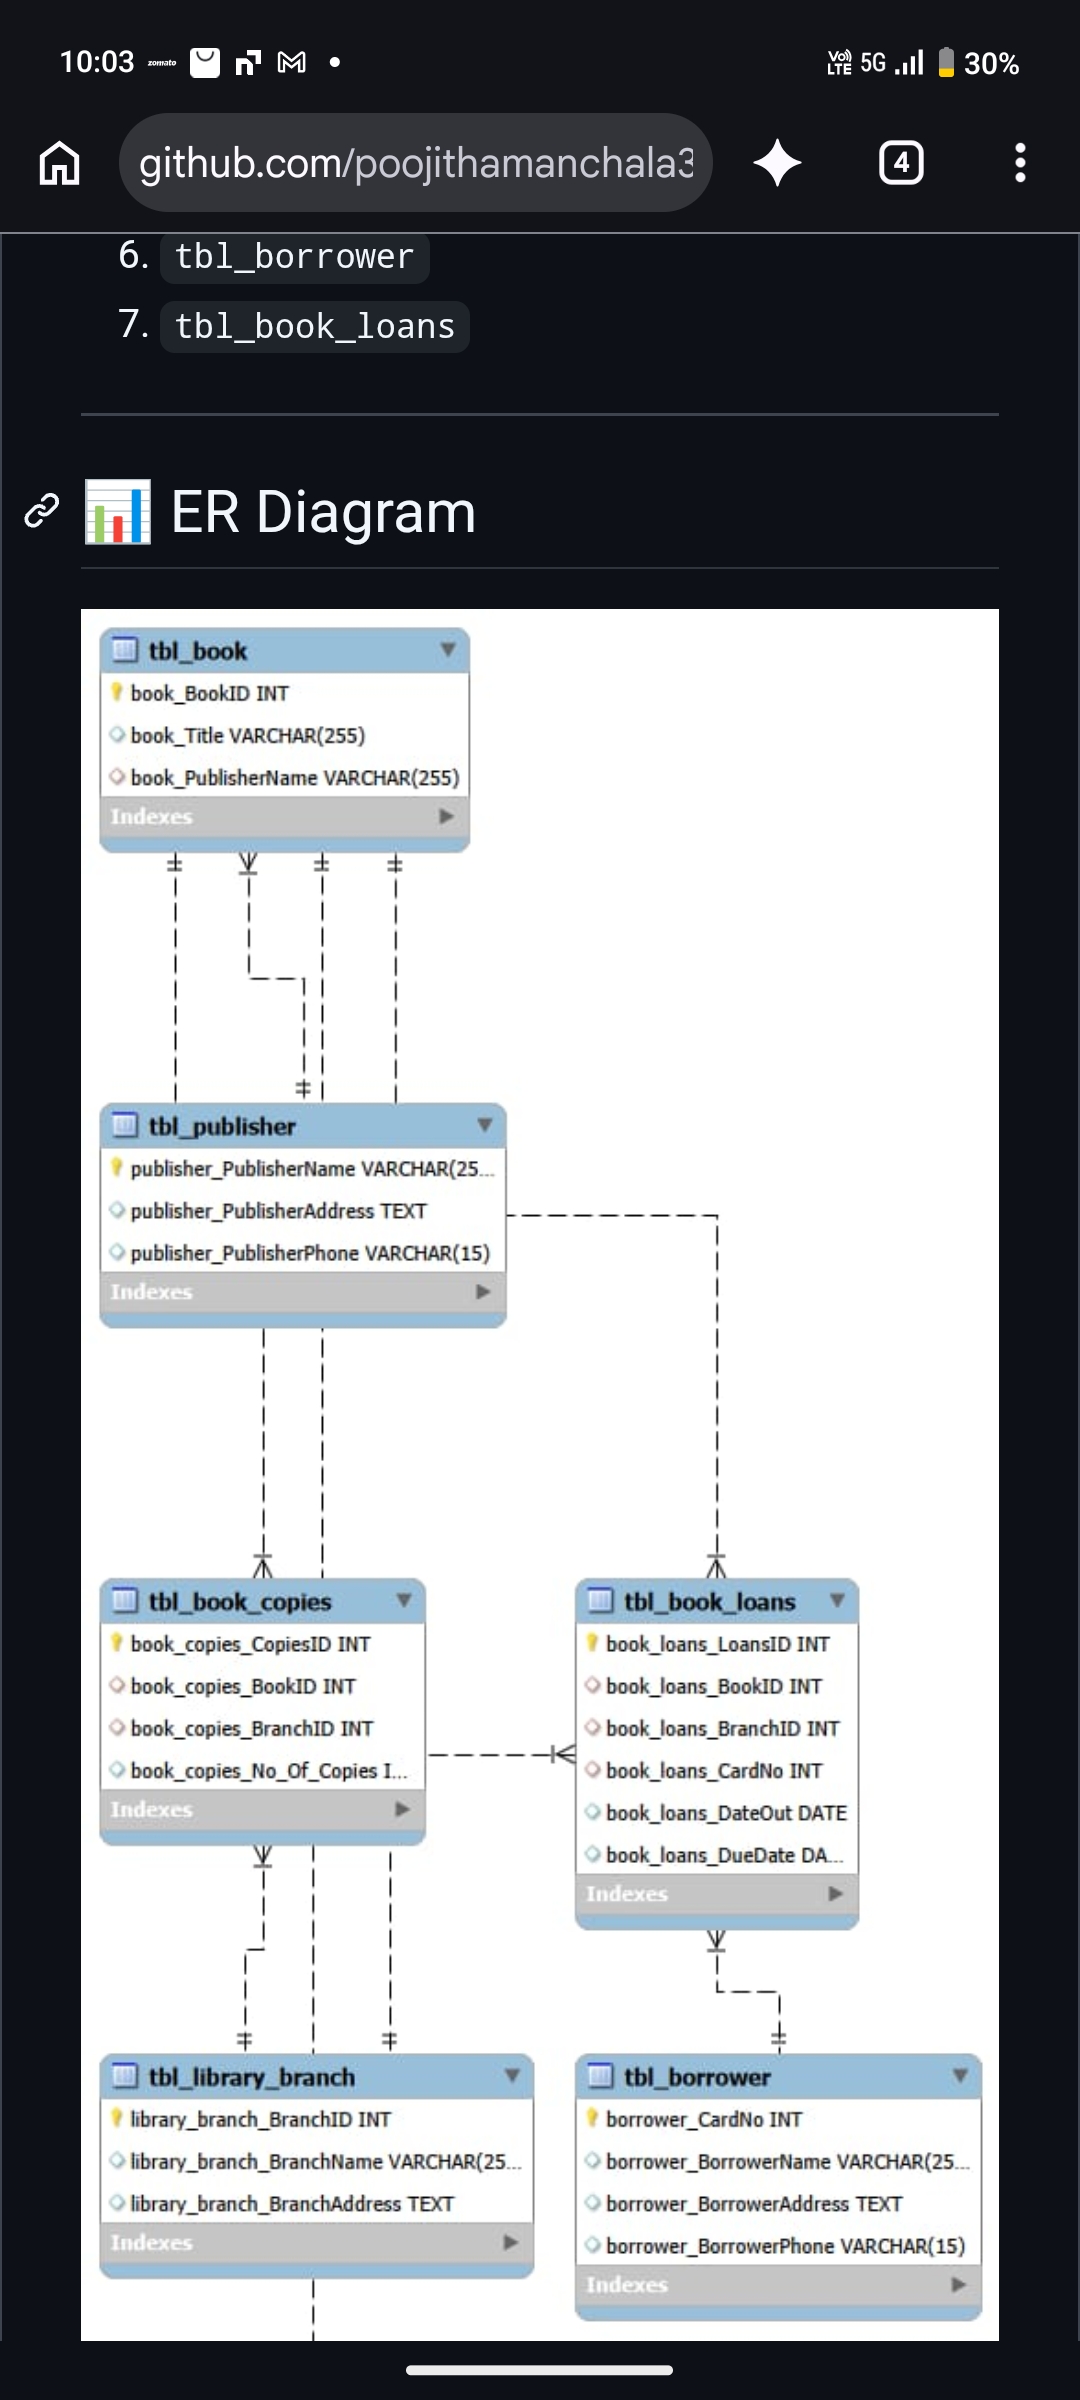 10:03 zomato VoLTE 5G 30%
github.com/poojithamanchala3
4
6. tbl_borrower
7. tbl_book_loans
ER Diagram
tbl_book
book_BookID INT
book_Title VARCHAR(255)
book_PublisherName VARCHAR(255)
Indexes
tbl_publisher
publisher_PublisherName VARCHAR(25...
publisher_PublisherAddress TEXT
publisher_PublisherPhone VARCHAR(15)
Indexes
tbl_book_copies
book_copies_CopiesID INT
book_copies_BookID INT
book_copies_BranchID INT
book_copies_No_Of_Copies I...
Indexes
tbl_book_loans
book_loans_LoansID INT
book_loans_BookID INT
book_loans_BranchID INT
book_loans_CardNo INT
book_loans_DateOut DATE
book_loans_DueDate DA...
Indexes
tbl_library_branch
library_branch_BranchID INT
library_branch_BranchName VARCHAR(25...
library_branch_BranchAddress TEXT
Indexes
tbl_borrower
borrower_CardNo INT
borrower_BorrowerName VARCHAR(25...
borrower_BorrowerAddress TEXT
borrower_BorrowerPhone VARCHAR(15)
Indexes